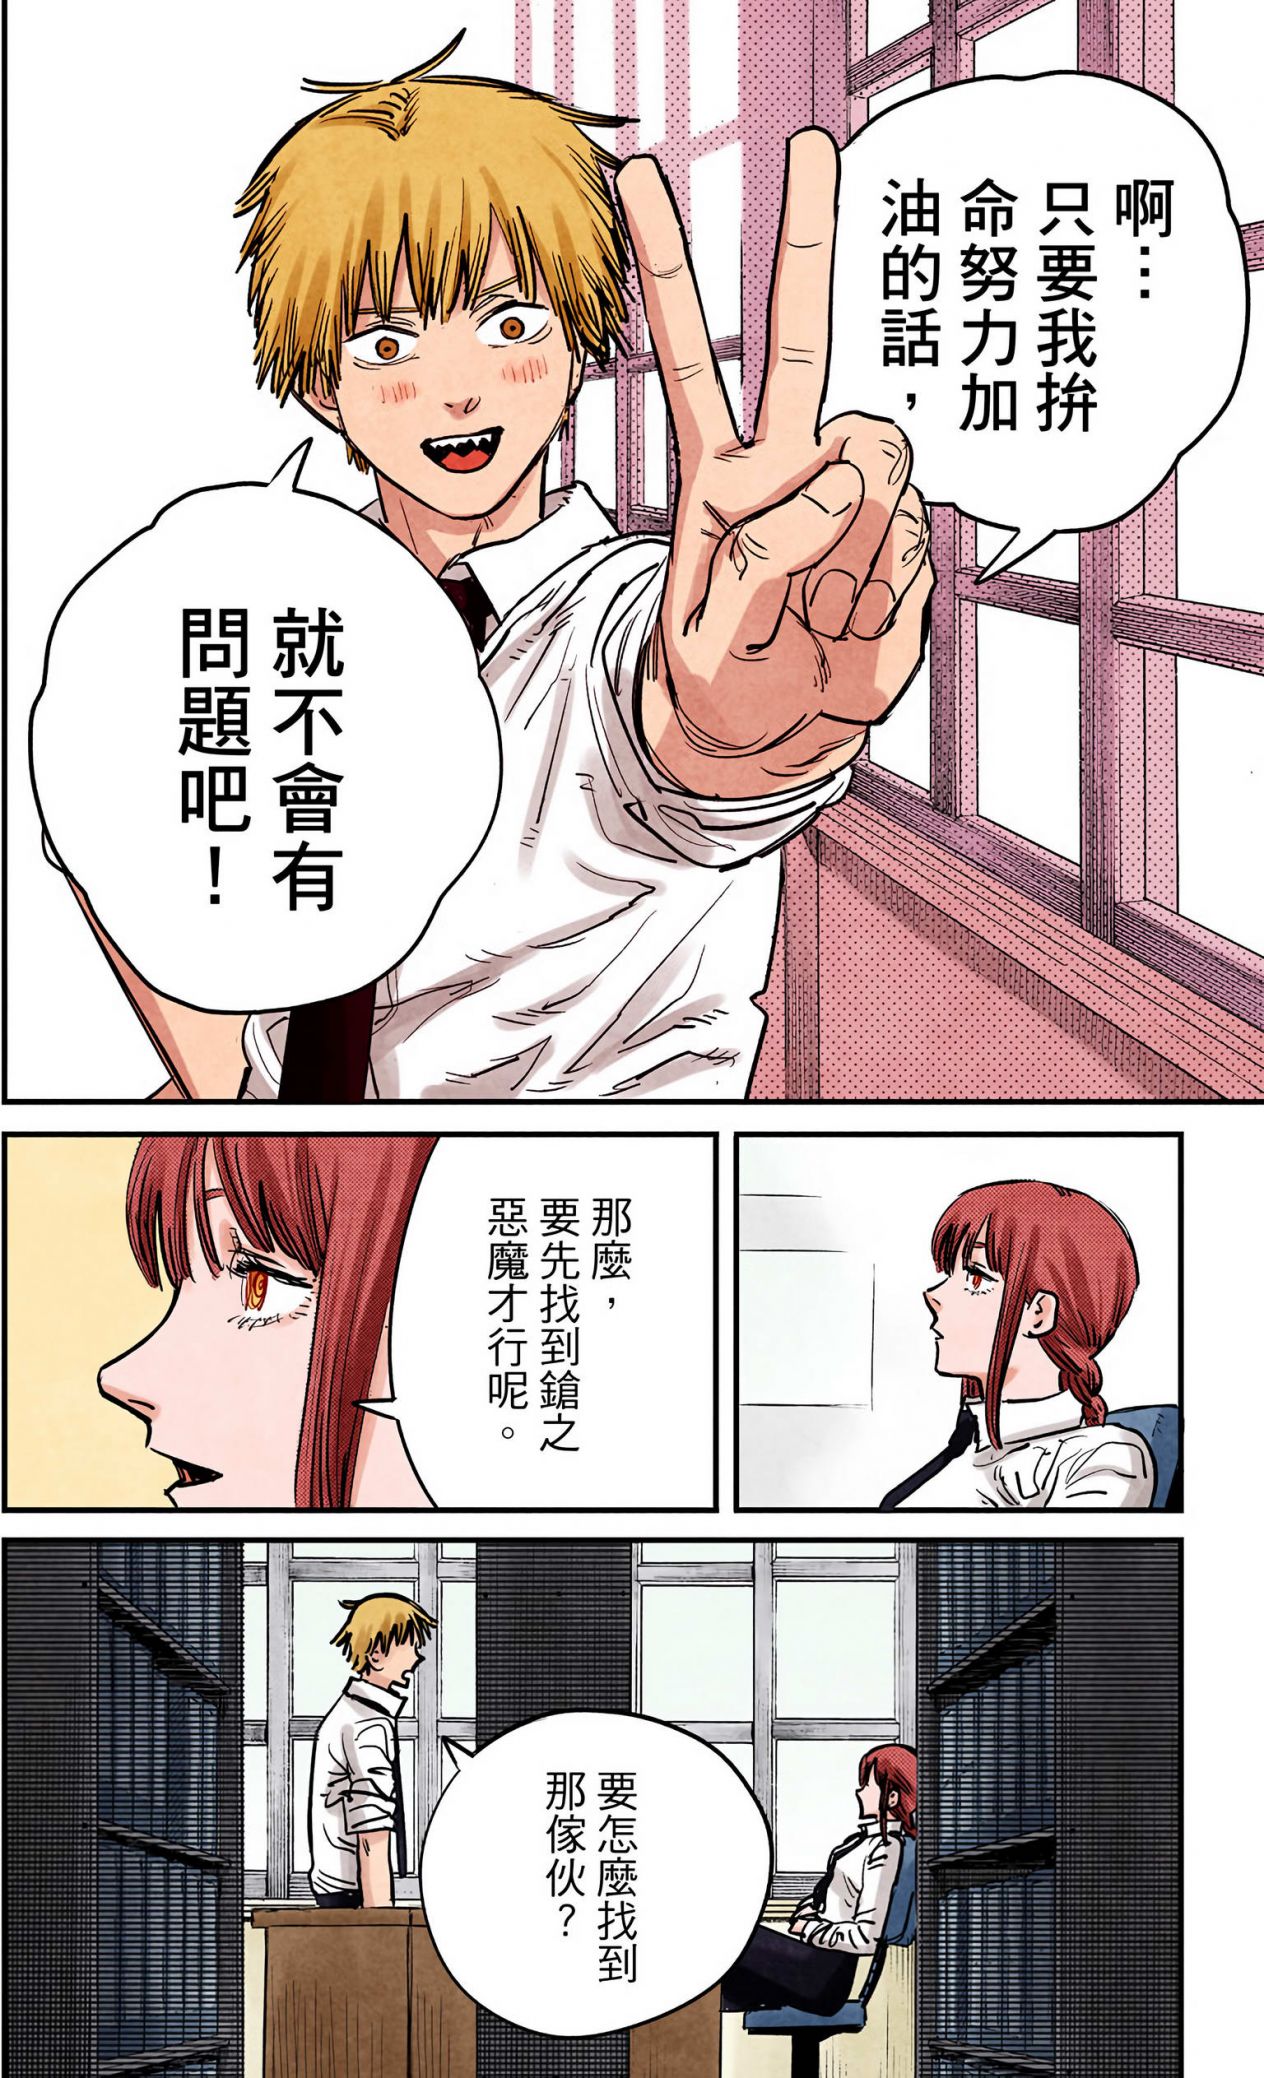 啊…
只要我拚
命努力加
油的話，
就不會有
問題吧！
那麼，
要先找到鎗之
惡魔才行呢。
要怎麼找到
那傢伙？